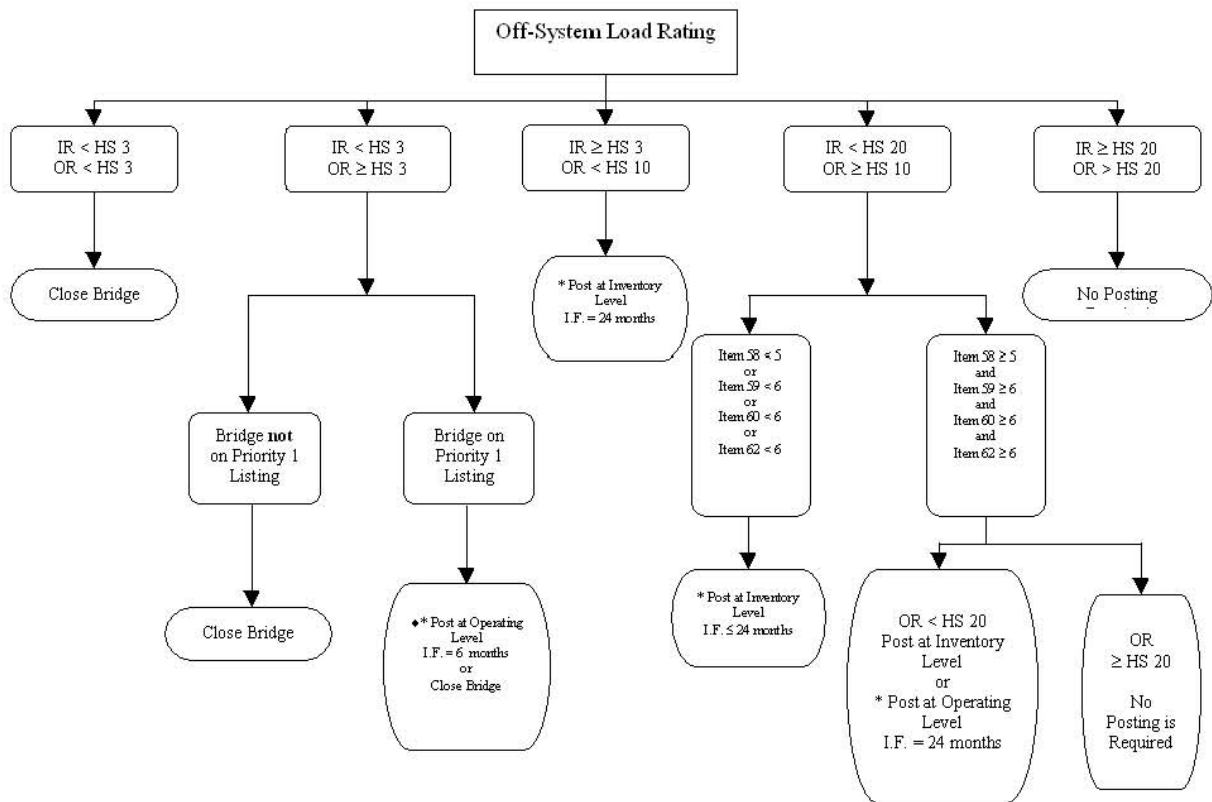 Off-System Load Rating
IR < HS 3
OR < HS 3
IR < HS 3
OR ≥ HS 3
IR ≥ HS 3
OR < HS 10
IR < HS 20
OR ≥ HS 10
IR ≥ HS 20
OR > HS 20
Close Bridge
* Post at Inventory
Level
I.F. = 24 months
No Posting
Item 58 < 5
or
Item 59 < 6
or
Item 60 < 6
or
Item 62 < 6
Item 58 ≥ 5
and
Item 59 ≥ 6
and
Item 60 ≥ 6
and
Item 62 ≥ 6
Bridge not
on Priority 1
Listing
Bridge on
Priority 1
Listing
Close Bridge
♦* Post at Operating
Level
I.F. = 6 months
or
Close Bridge
* Post at Inventory
Level
I.F. ≤ 24 months
OR < HS 20
Post at Inventory
Level
or
* Post at Operating
Level
I.F. = 24 months
OR
≥ HS 20
No
Posting is
Required